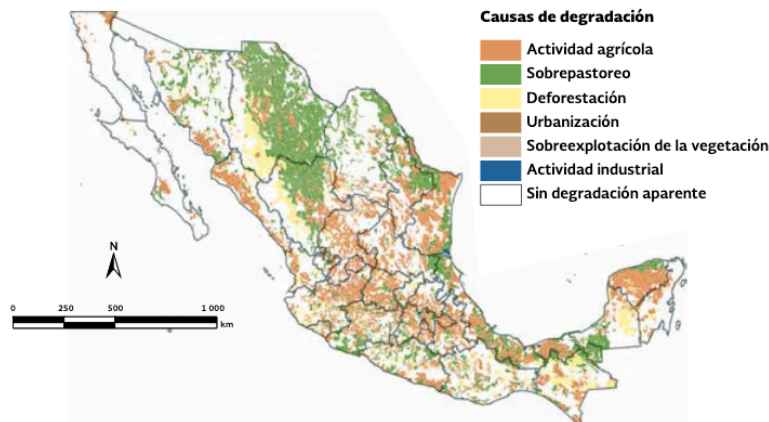 Causas de degradación
Actividad agrícola
Sobrepastoreo
Deforestación
Urbanización
Sobreexplotación de la vegetación
Actividad industrial
Sin degradación aparente
N
0 250 500 1 000
km